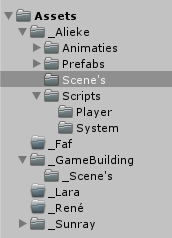 Assets
_Alieke
Animaties
Prefabs
Scene's
Scripts
Player
System
_Faf
_GameBuilding
_Scene's
_Lara
_René
_Sunray